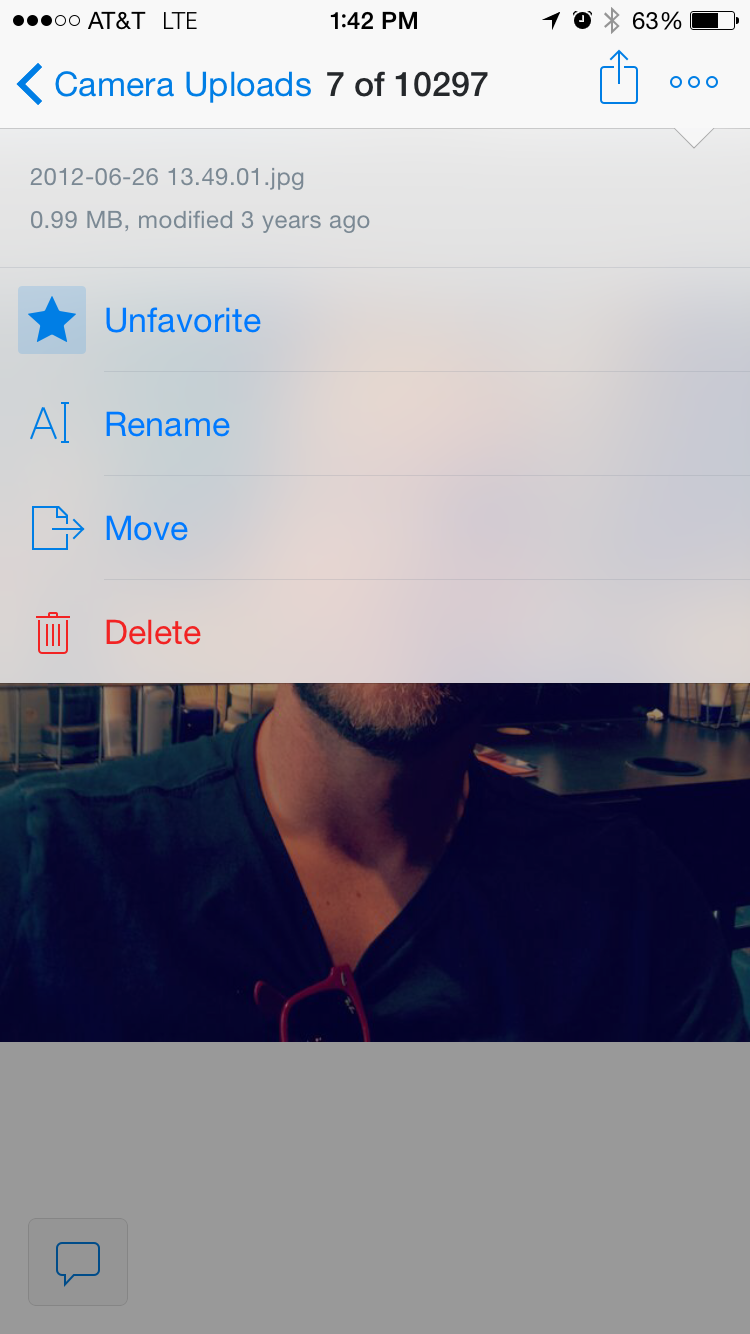 AT&T LTE 1:42 PM 63%
Camera Uploads 7 of 10297
2012-06-26 13.49.01.jpg
0.99 MB, modified 3 years ago
Unfavorite
Rename
Move
Delete